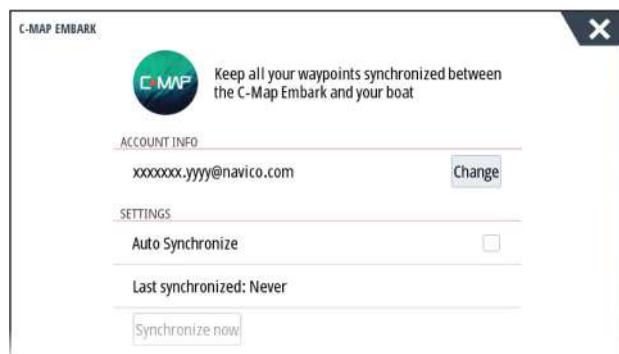 C-MAP EMBARK
C-MAP
Keep all your waypoints synchronized between
the C-Map Embark and your boat
ACCOUNT INFO
xxxxxxx.yyyy@navico.com
Change
SETTINGS
Auto Synchronize
Last synchronized: Never
Synchronize now